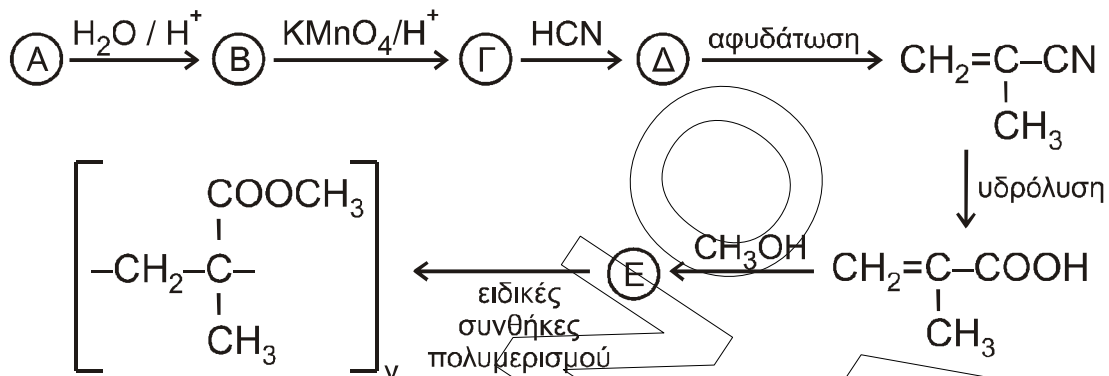 Α H2O / H+ Β KMnO4/H+ Γ HCN Δ αφυδάτωση CH2=C–CN
CH3
υδρόλυση
CH2=C–COOH
CH3
CH3OH
Ε
ειδικές
συνθήκες
πολυμερισμού
COOCH3
–CH2–C–
CH3
ν